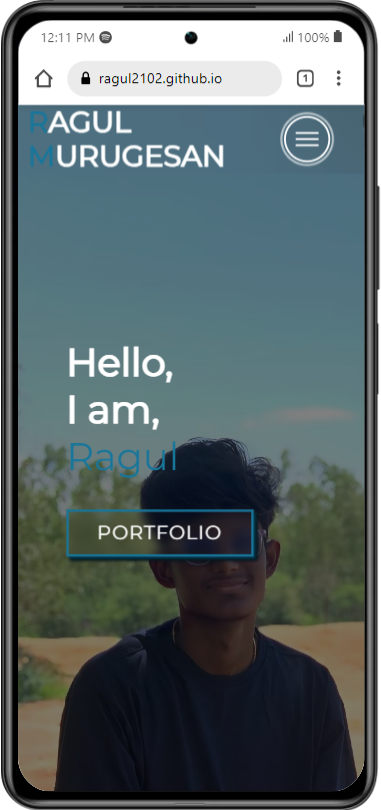 12:11 PM
100%
ragul2102.github.io
1
RAGUL
MURUGESAN
Hello,
I am,
Ragul
PORTFOLIO